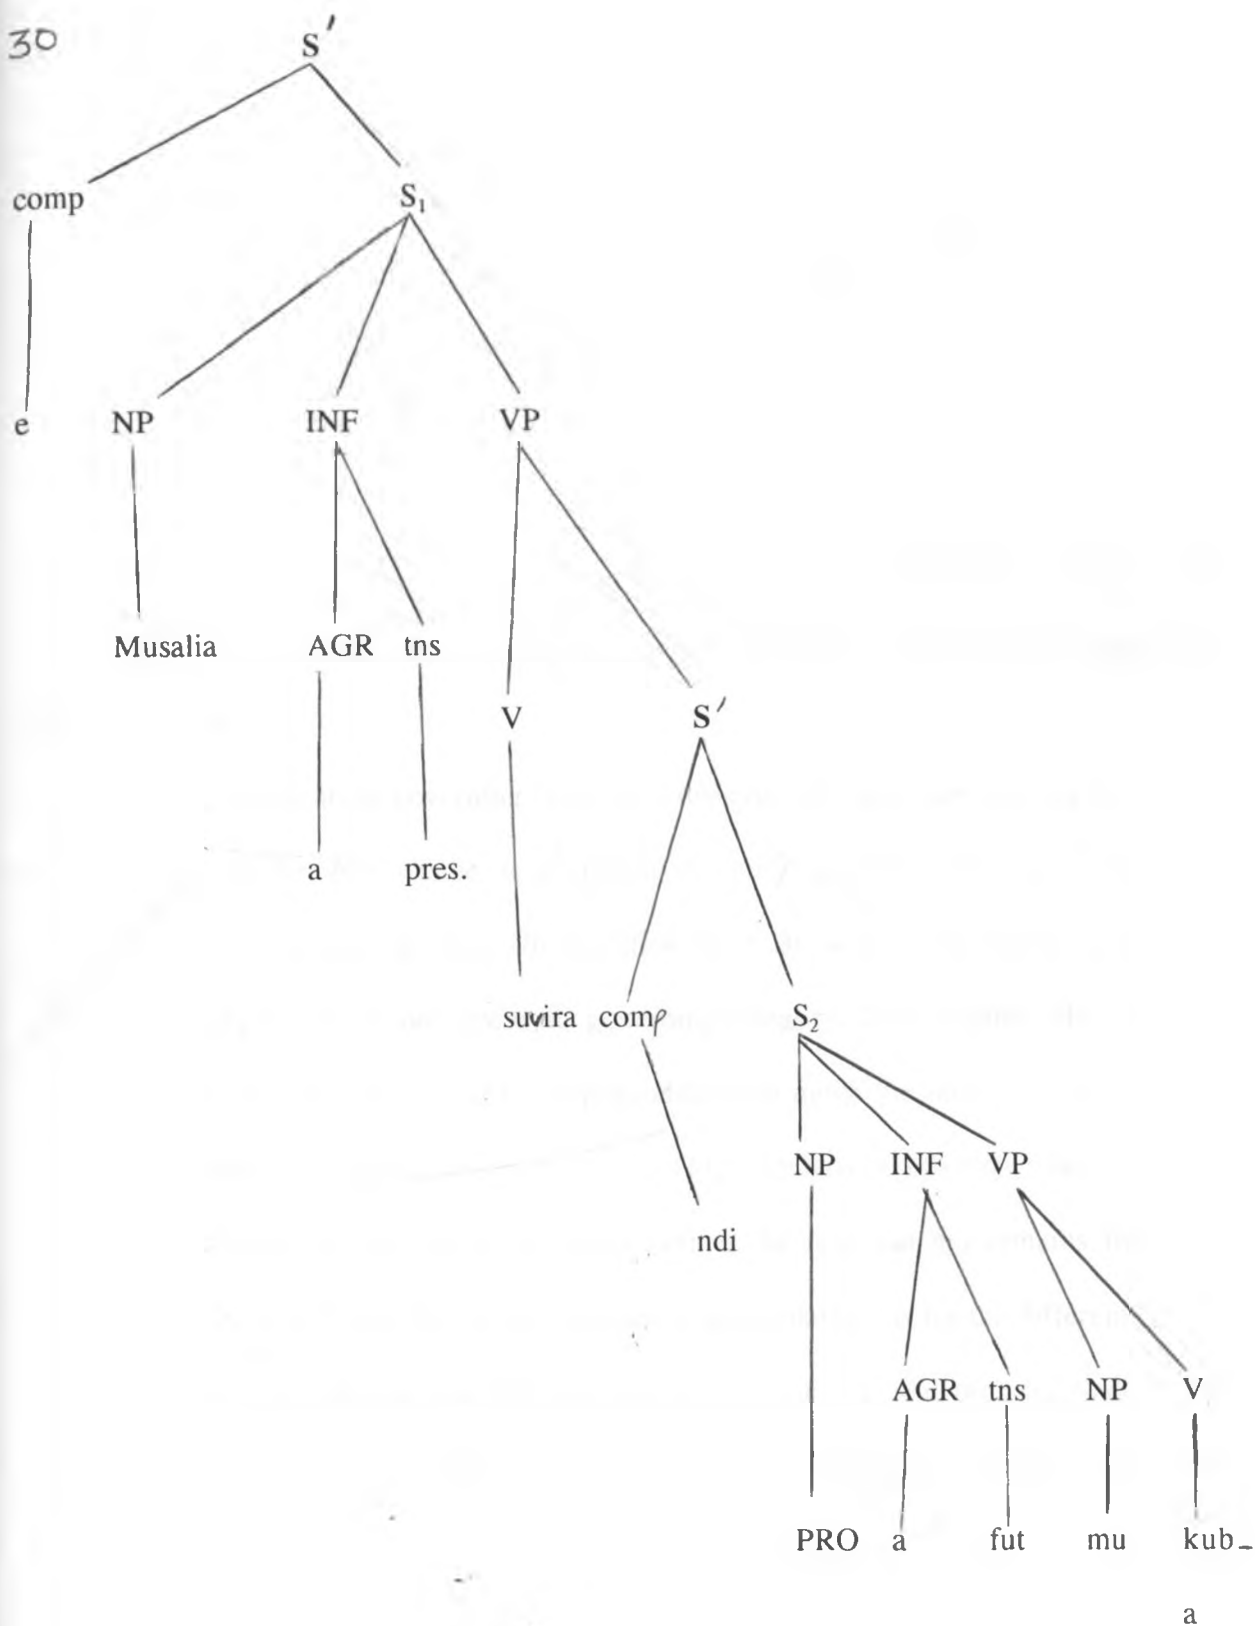 30
S′
comp S₁
e NP INF VP
Musalia AGR tns
V S′
a pres.
suvira comp S₂
NP INF VP
ndi
AGR tns NP V
PRO a fut mu kub-
a